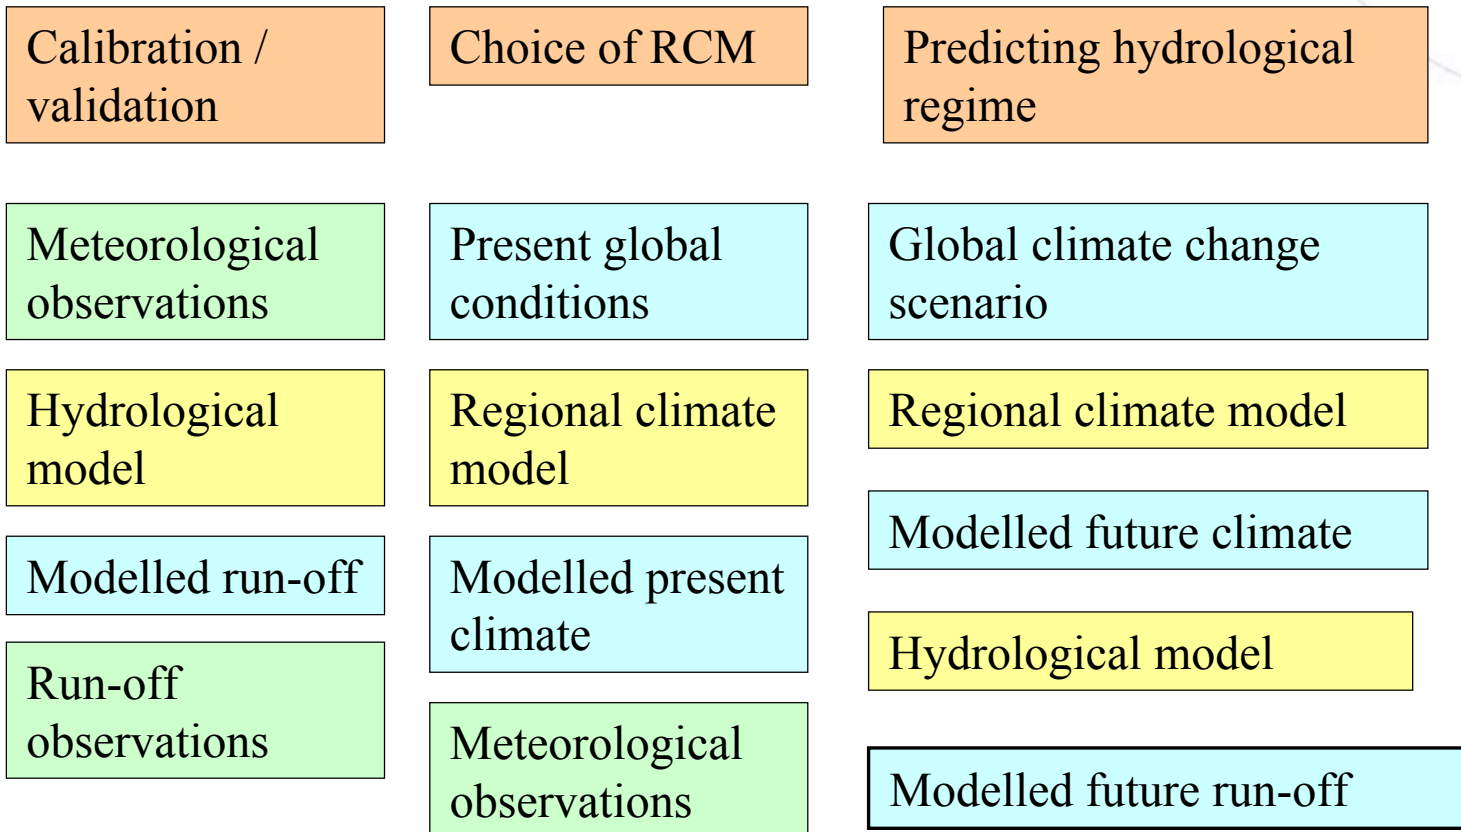 Calibration /
validation
Choice of RCM
Predicting hydrological
regime
Meteorological
observations
Hydrological
model
Modelled run-off
Run-off
observations
Present global
conditions
Regional climate
model
Modelled present
climate
Meteorological
observations
Global climate change
scenario
Regional climate model
Modelled future climate
Hydrological model
Modelled future run-off